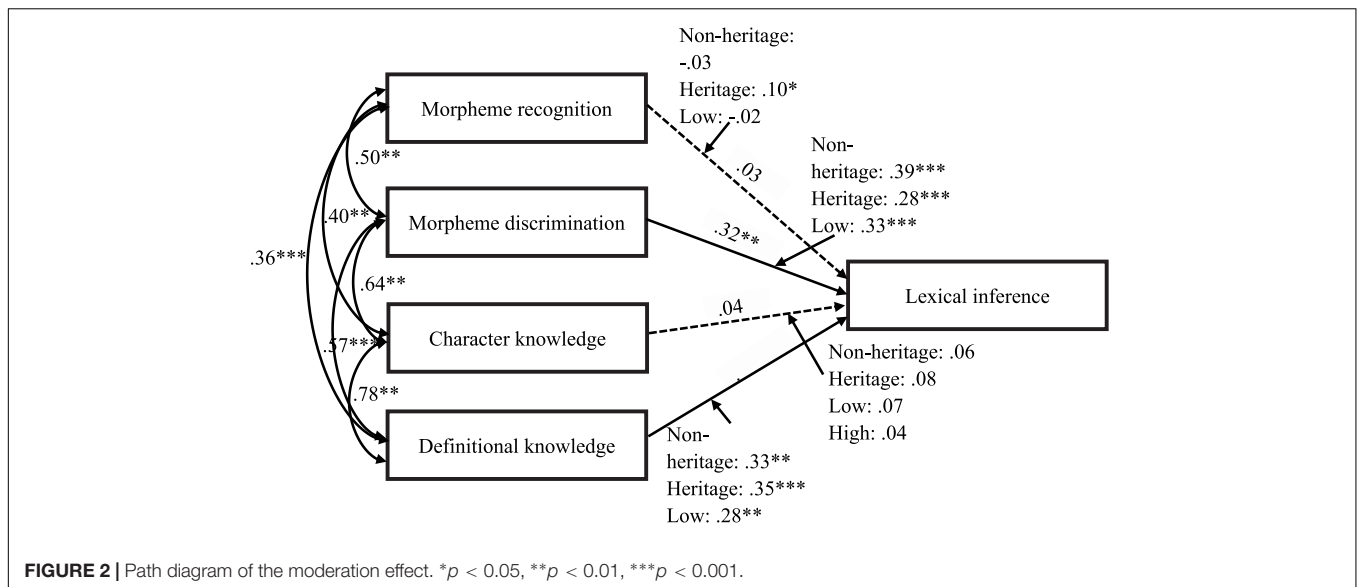 Non-heritage:
-.03
Heritage: .10*
Low: -.02
Morpheme recognition
.03
.50**
Non-
heritage: .39***
Heritage: .28***
Low: .33***
.40**
Morpheme discrimination
.32**
.36***
.64**
Lexical inference
.04
Character knowledge
.57***
Non-heritage: .06
Heritage: .08
Low: .07
High: .04
.78**
Definitional knowledge
Non-
heritage: .33**
Heritage: .35***
Low: .28**
FIGURE 2 | Path diagram of the moderation effect. *p < 0.05, **p < 0.01, ***p < 0.001.